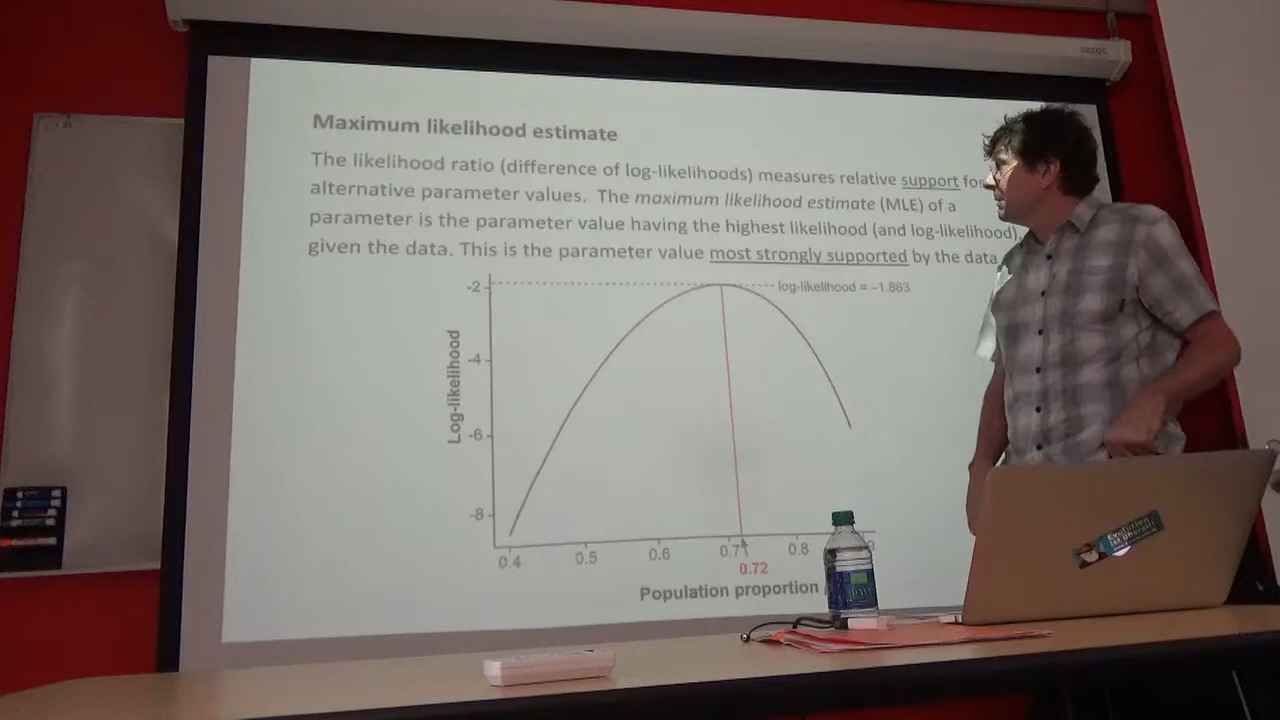 Maximum likelihood estimate
The likelihood ratio (difference of log-likelihoods) measures relative support for
alternative parameter values. The maximum likelihood estimate (MLE) of a
parameter is the parameter value having the highest likelihood (and log-likelihood),
given the data. This is the parameter value most strongly supported by the data
-2
log-likelihood = −1.863
-4
-6
-8
Log-likelihood
0.4
0.5
0.6
0.7
0.8
0.72
Population proportion